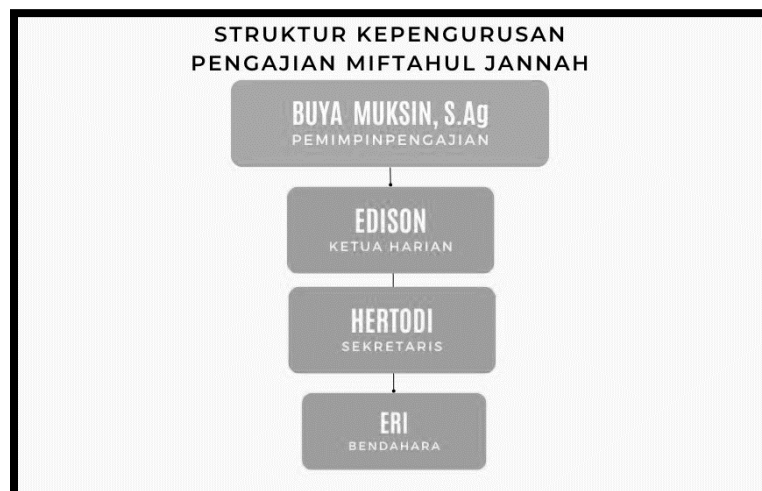 STRUKTUR KEPENGURUSAN
PENGAJIAN MIFTAHUL JANNAH
BUYA MUKSIN, S.Ag
PEMIMPINPENGAJIAN
EDISON
KETUA HARIAN
HERTODI
SEKRETARIS
ERI
BENDAHARA